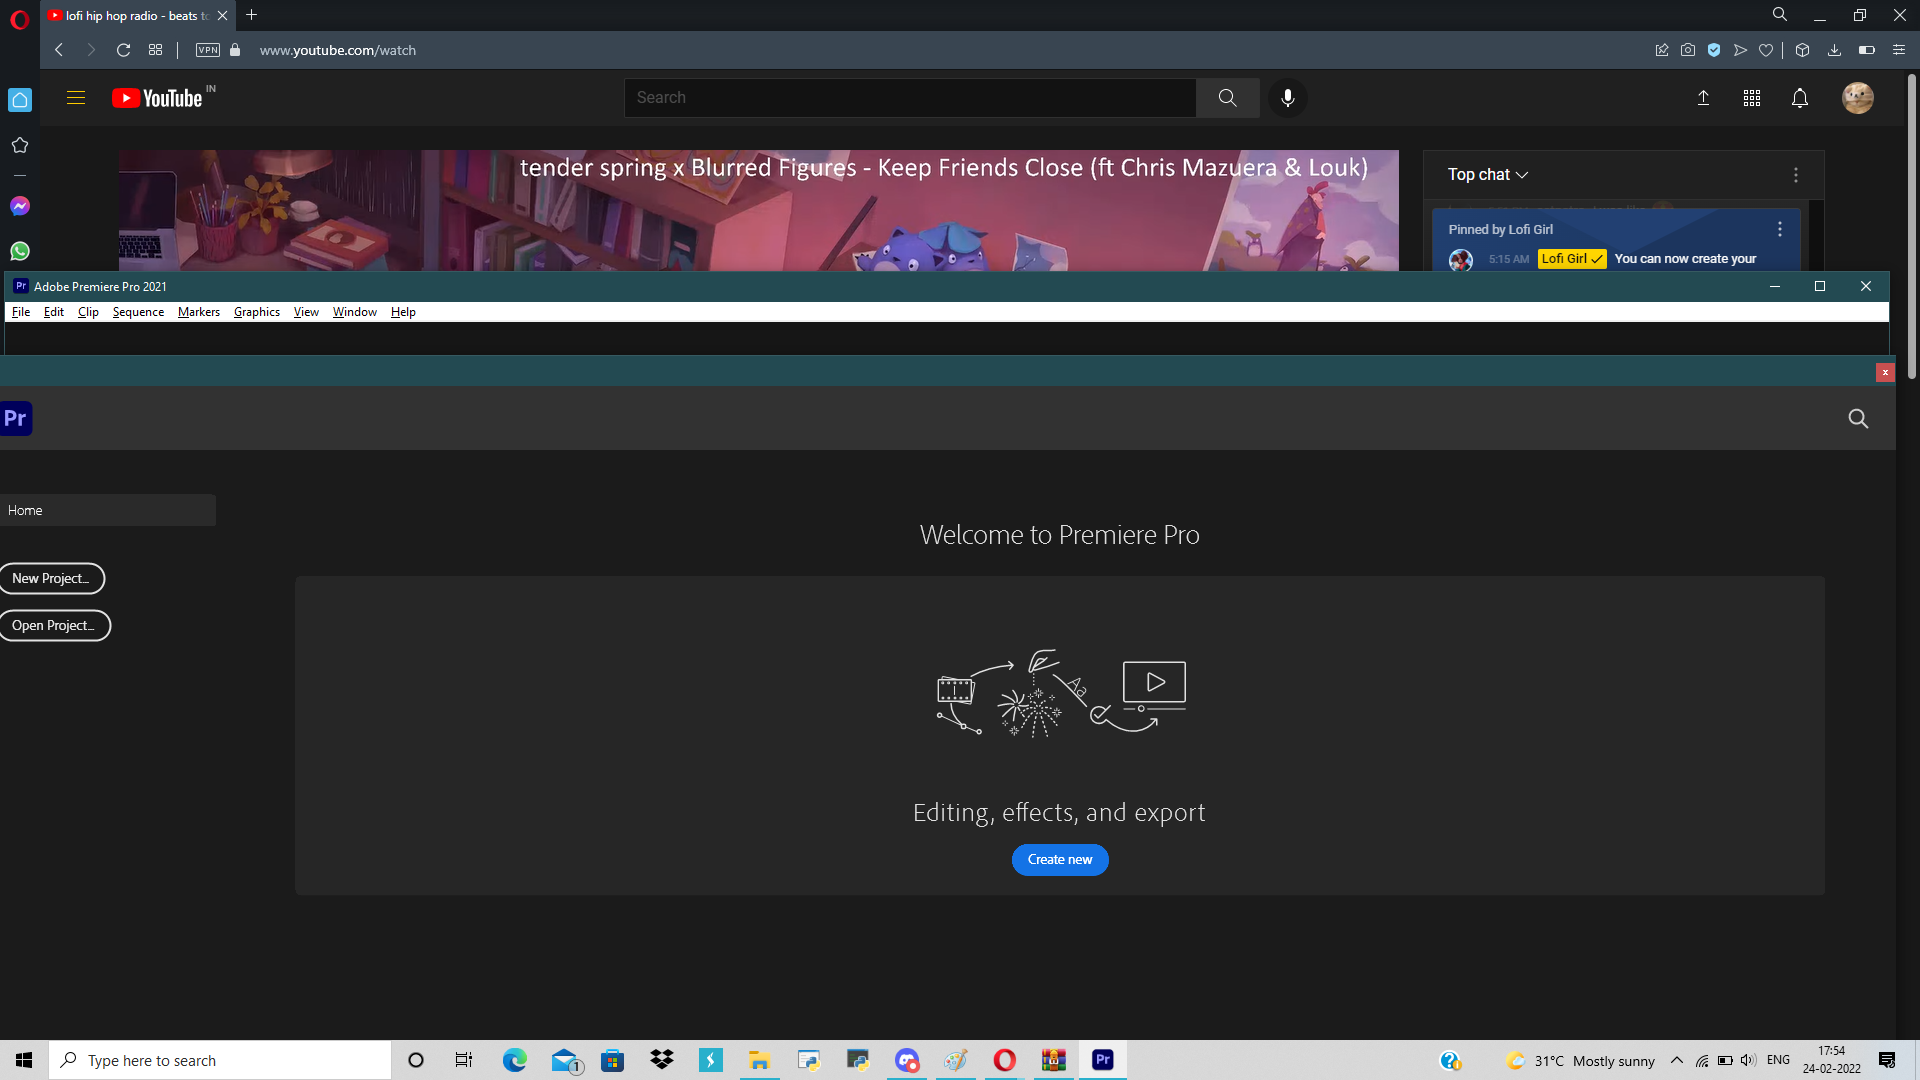 lofi hip hop radio - beats to
VPN
www.youtube.com/watch
YouTube IN
Search
tender spring x Blurred Figures - Keep Friends Close (ft Chris Mazuera & Louk)
Top chat
Pinned by Lofi Girl
5:15 AM Lofi Girl You can now create your
Pr Adobe Premiere Pro 2021
File Edit Clip Sequence Markers Graphics View Window Help
x
Pr
Home
Welcome to Premiere Pro
New Project...
Open Project...
Aa
Editing, effects, and export
Create new
Type here to search
1
Pr
31°C Mostly sunny
ENG
17:54
24-02-2022